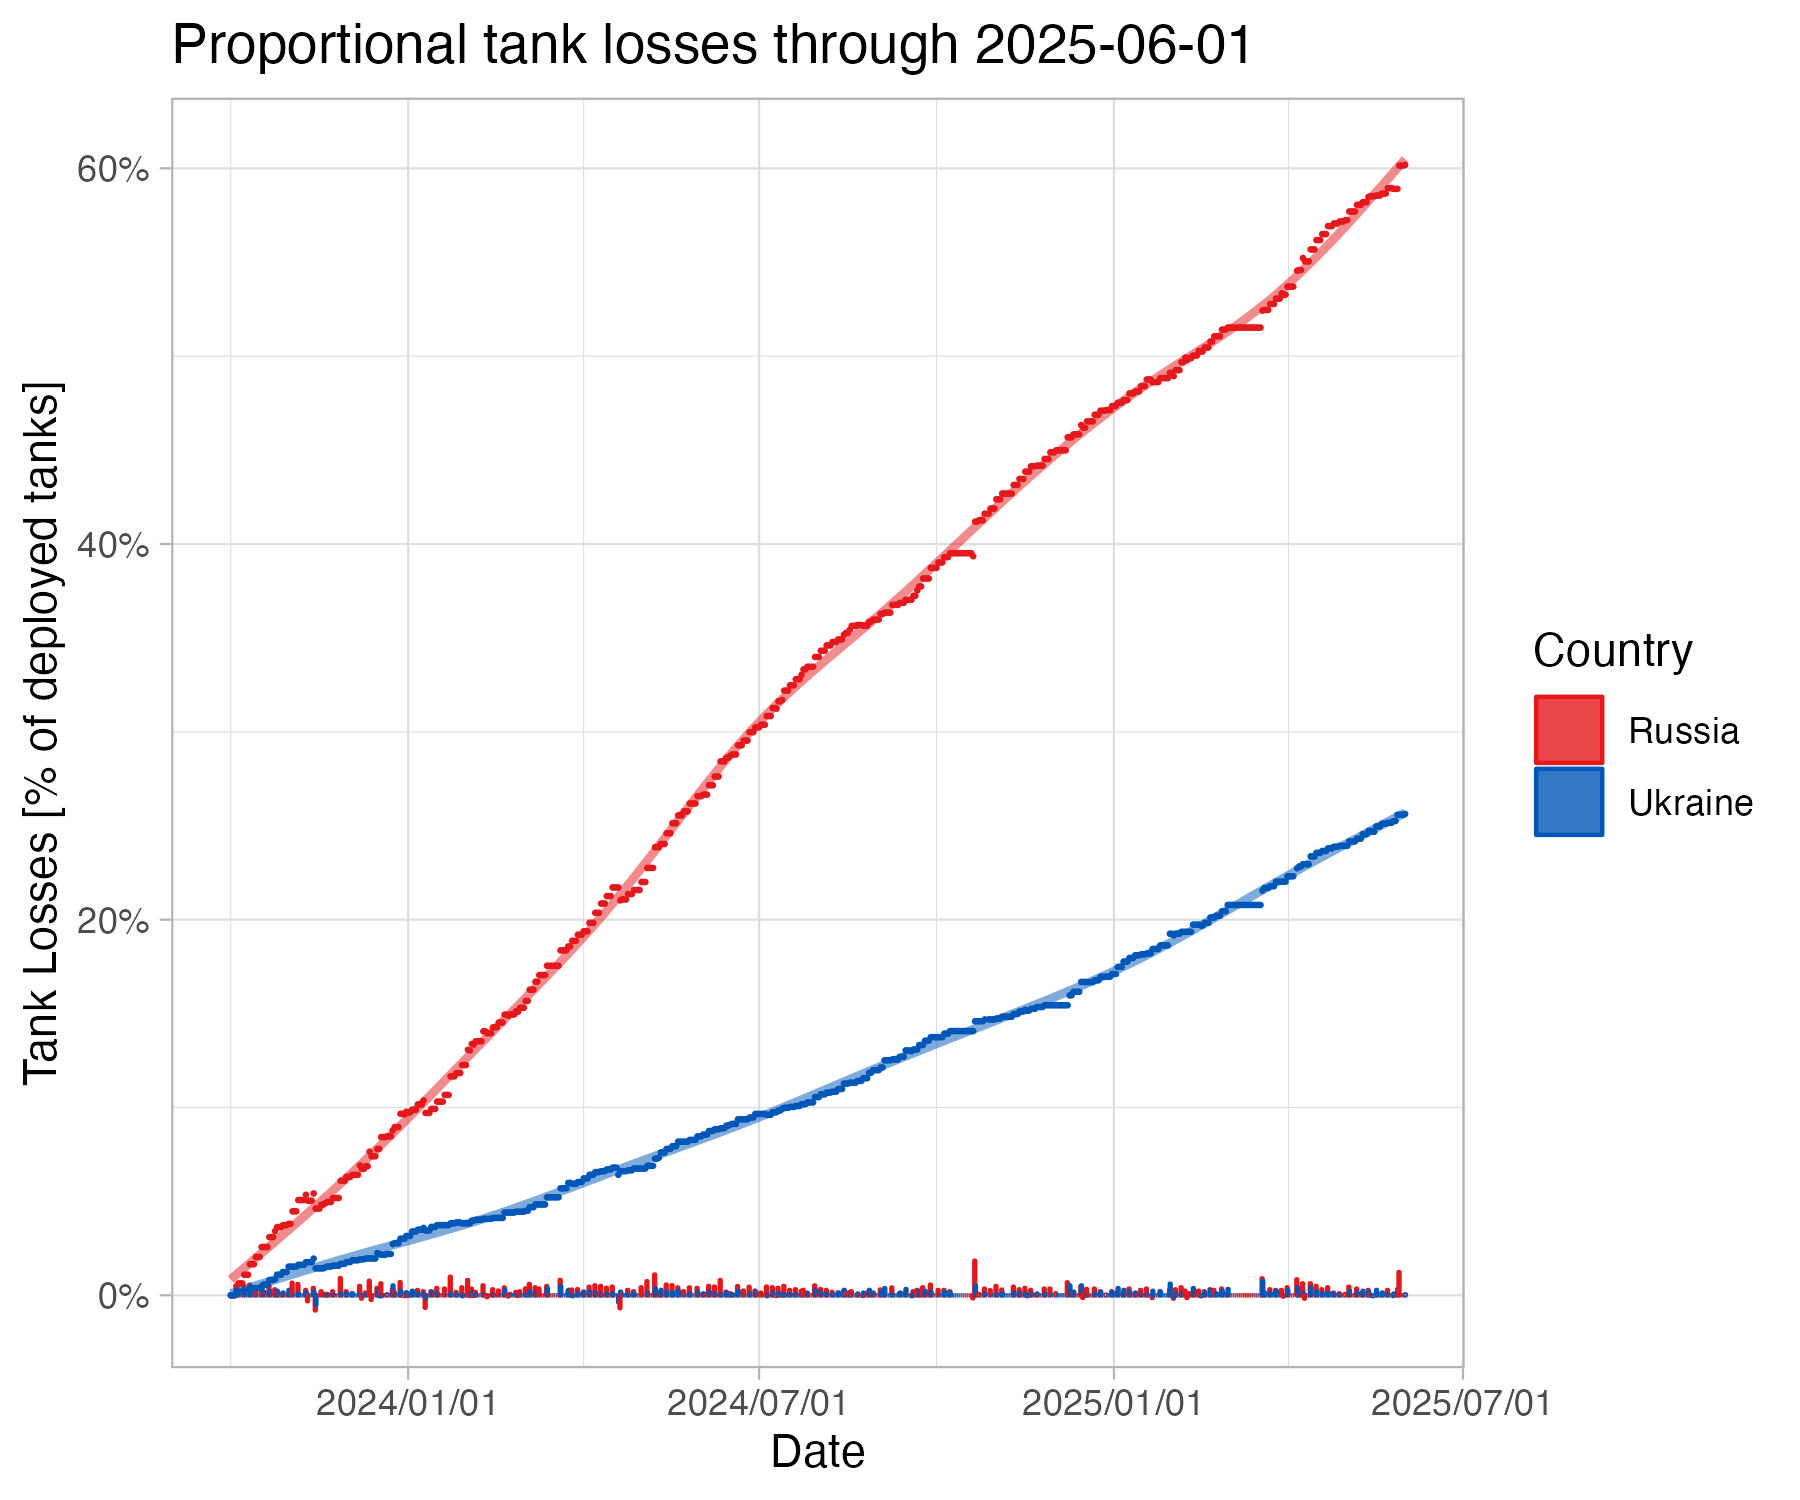 Proportional tank losses through 2025-06-01
Tank Losses [% of deployed tanks]
60%
40%
20%
0%
2024/01/01
2024/07/01
2025/01/01
2025/07/01
Date
Country
Russia
Ukraine